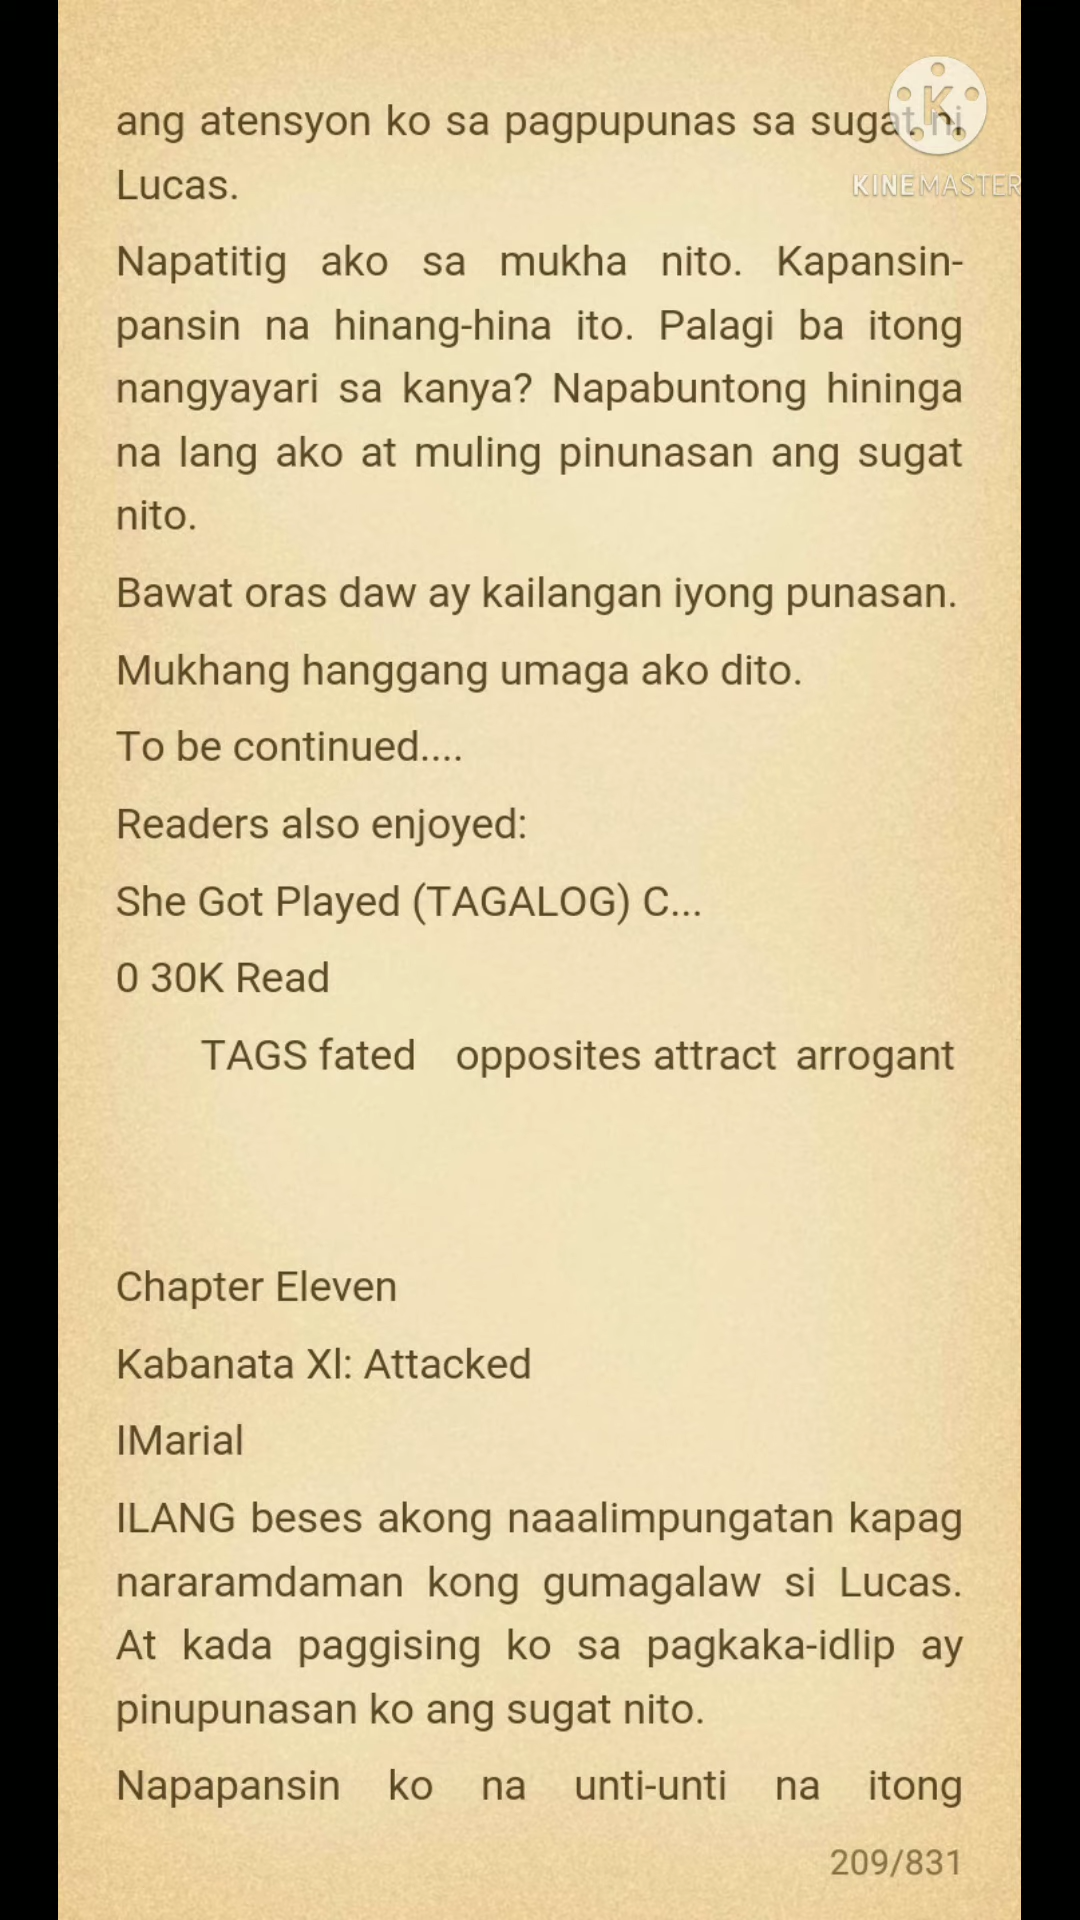 ang atensyon ko sa pagpupunas sa sugat ni
Lucas.
KINEMASTER
Napatitig ako sa mukha nito. Kapansin-
pansin na hinang-hina ito. Palagi ba itong
nangyayari sa kanya? Napabuntong hininga
na lang ako at muling pinunasan ang sugat
nito.
Bawat oras daw ay kailangan iyong punasan.
Mukhang hanggang umaga ako dito.
To be continued....
Readers also enjoyed:
She Got Played (TAGALOG) C...
0 30K Read
TAGS fated opposites attract arrogant
Chapter Eleven
Kabanata Xl: Attacked
IMarial
ILANG beses akong naaalimpungatan kapag
nararamdaman kong gumagalaw si Lucas.
At kada paggising ko sa pagkaka-idlip ay
pinupunasan ko ang sugat nito.
Napapansin ko na unti-unti na itong
209/831